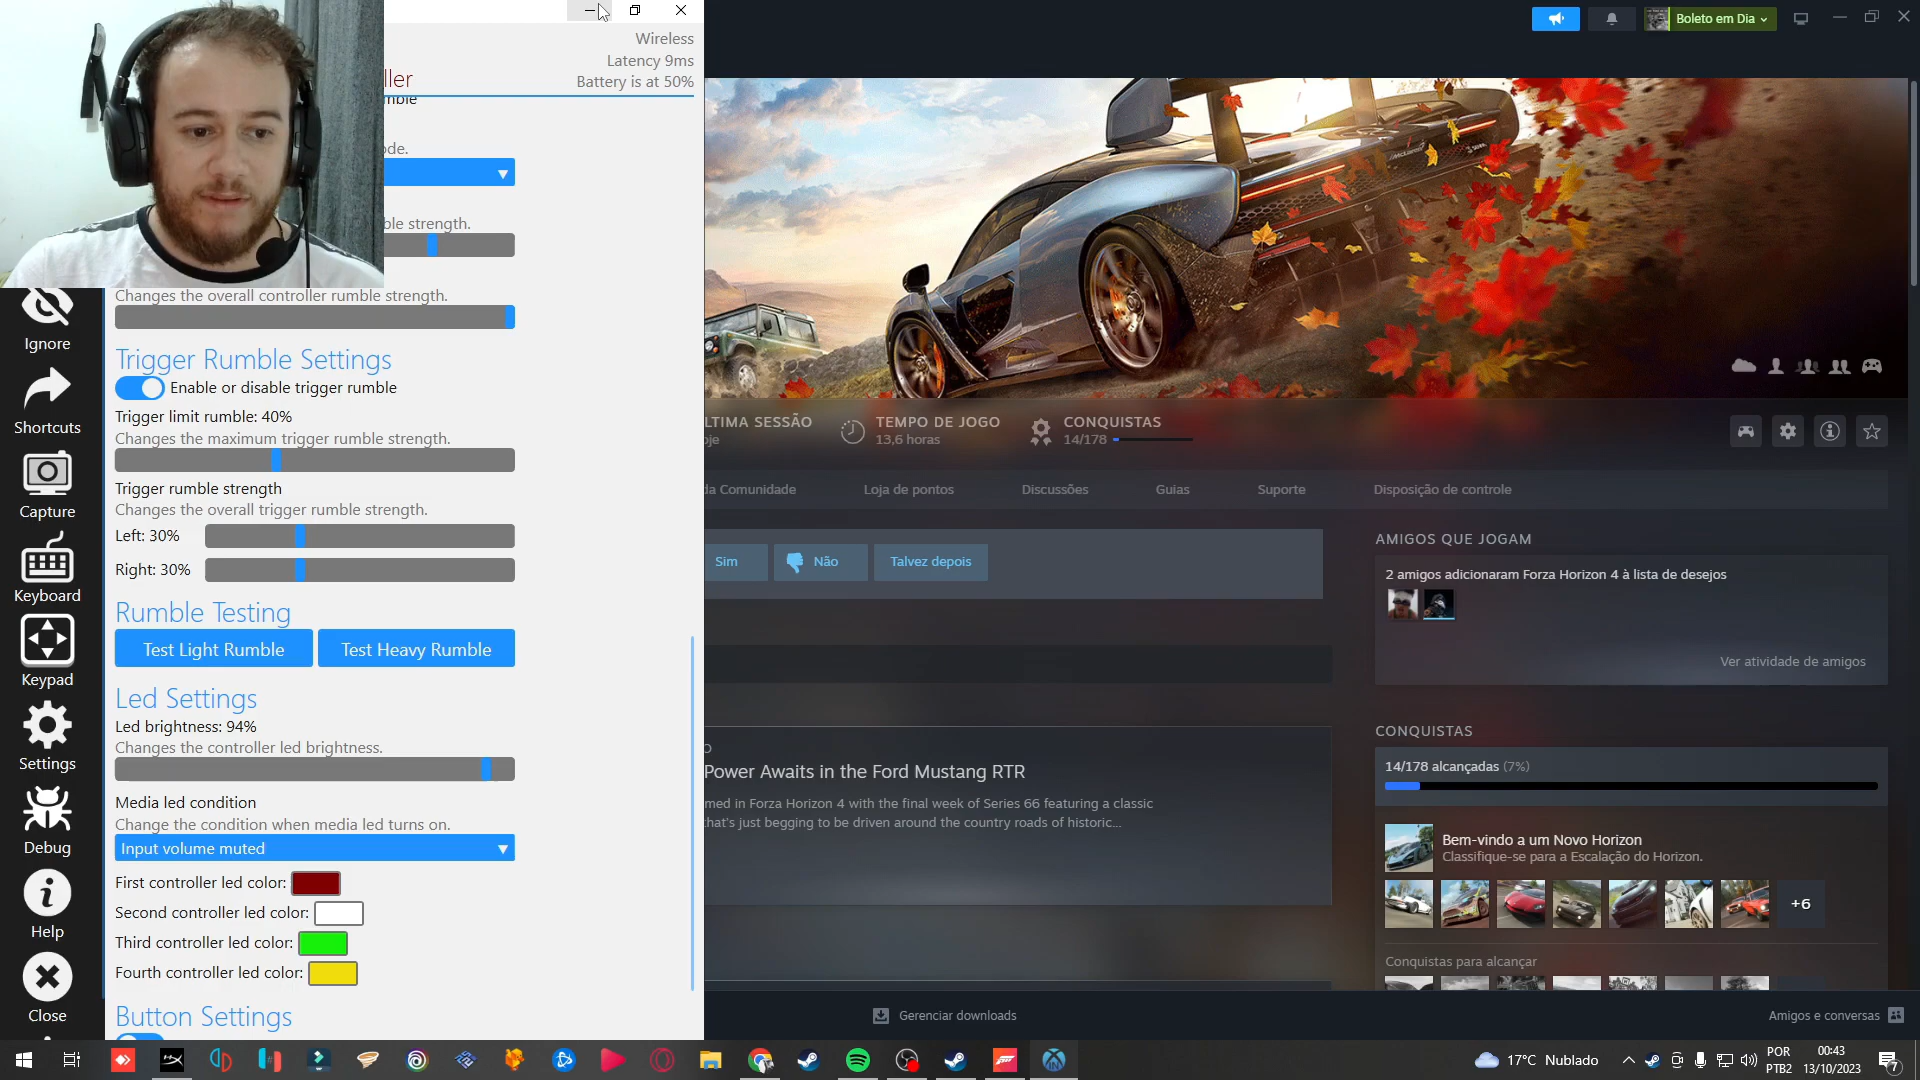 Wireless
Latency 9ms
Battery is at 50%
ller
mble
ode.
ble strength.
Changes the overall controller rumble strength.
Trigger Rumble Settings
Enable or disable trigger rumble
Trigger limit rumble: 40%
Changes the maximum trigger rumble strength.
Trigger rumble strength
Changes the overall trigger rumble strength.
Left: 30%
Right: 30%
Rumble Testing
Test Light Rumble
Test Heavy Rumble
Led Settings
Led brightness: 94%
Changes the controller led brightness.
Media led condition
Change the condition when media led turns on.
Input volume muted
First controller led color:
Second controller led color:
Third controller led color:
Fourth controller led color:
Button Settings
Ignore
Shortcuts
Capture
Keyboard
Keypad
Settings
Debug
Help
Close
Boleto em Dia
LTIMA SESSÃO
oje
TEMPO DE JOGO
13,6 horas
CONQUISTAS
14/178
da Comunidade
Loja de pontos
Discussões
Guias
Suporte
Disposição de controle
Sim
Não
Talvez depois
AMIGOS QUE JOGAM
2 amigos adicionaram Forza Horizon 4 à lista de desejos
Ver atividade de amigos
CONQUISTAS
14/178 alcançadas (7%)
Bem-vindo a um Novo Horizon
Classifique-se para a Escalação do Horizon.
+6
Conquistas para alcançar
O
Power Awaits in the Ford Mustang RTR
med in Forza Horizon 4 with the final week of Series 66 featuring a classic
that's just begging to be driven around the country roads of historic...
Gerenciar downloads
Amigos e conversas
17°C Nublado
POR
PTB2
00:43
13/10/2023
7